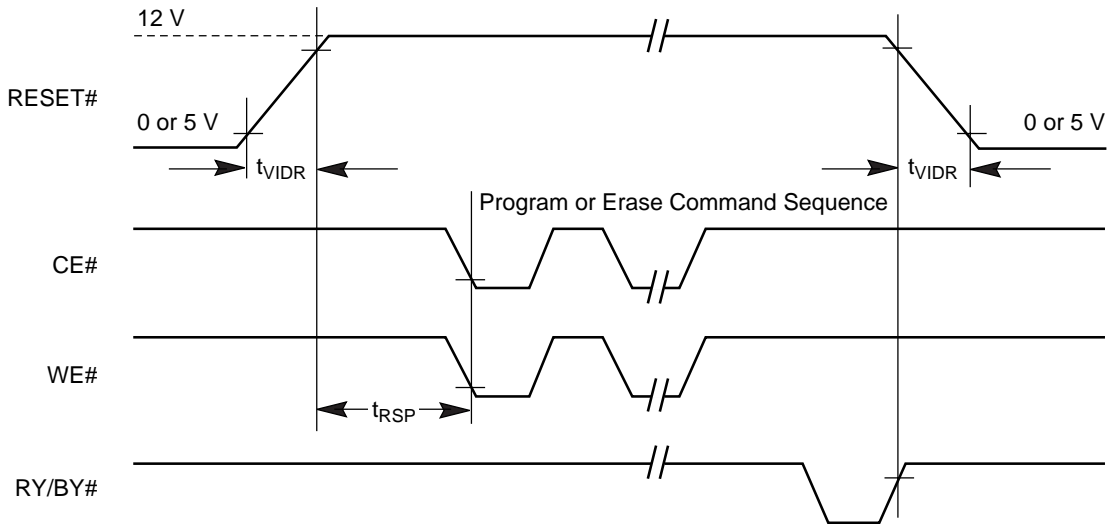 12 V
RESET#
0 or 5 V
0 or 5 V
tVIDR
tVIDR
Program or Erase Command Sequence
CE#
WE#
tRSP
RY/BY#